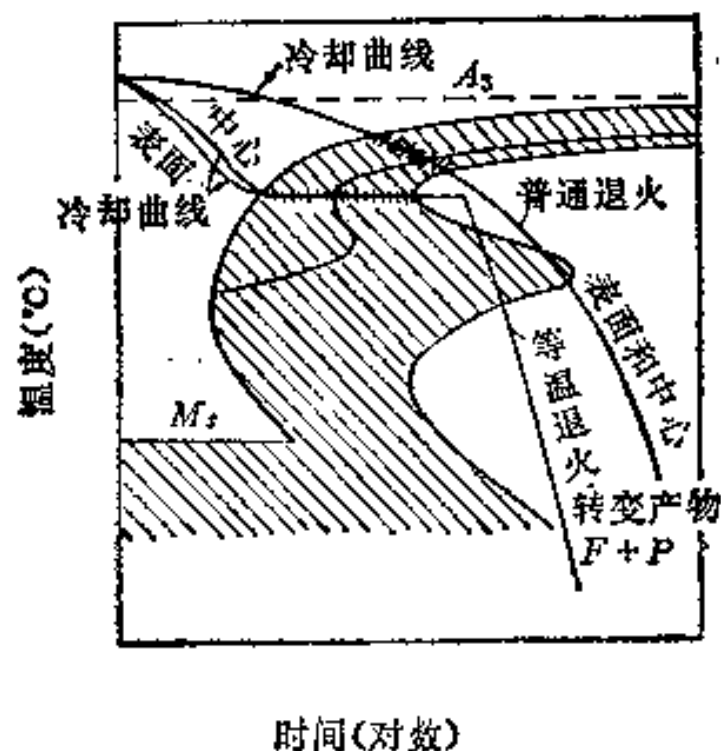 冷却曲线
A₃
中心
表面
冷却曲线
普通退火
温度(℃)
表面和中心
等温退火
Mₛ
转变产物
F + P
时间(对数)